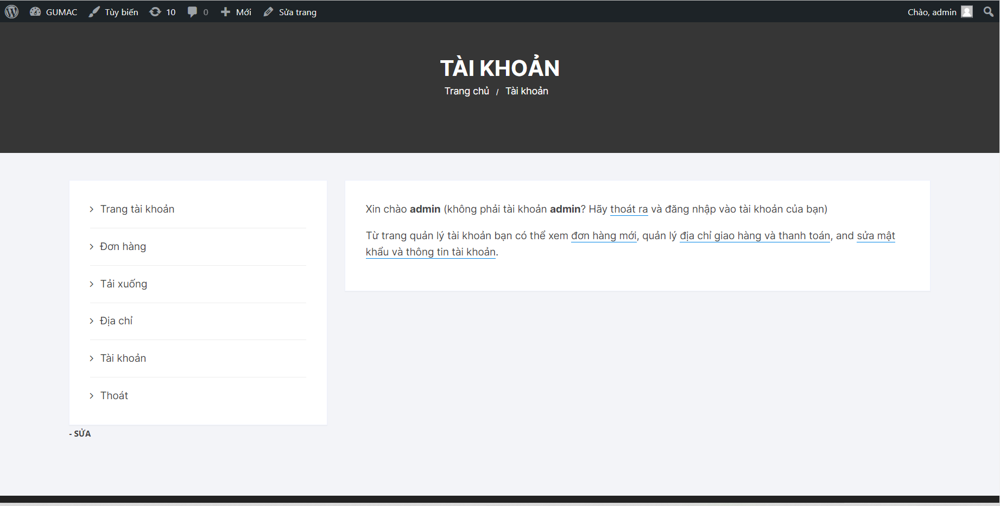 GUMAC Tùy biến 10 0 Mới Sửa trang Chào, admin
TÀI KHOẢN
Trang chủ / Tài khoản
Trang tài khoản
Đơn hàng
Tải xuống
Địa chỉ
Tài khoản
Thoát
- SỬA
Xin chào admin (không phải tài khoản admin? Hãy thoát ra và đăng nhập vào tài khoản của bạn)
Từ trang quản lý tài khoản bạn có thể xem đơn hàng mới, quản lý địa chỉ giao hàng và thanh toán, and sửa mật
khẩu và thông tin tài khoản.